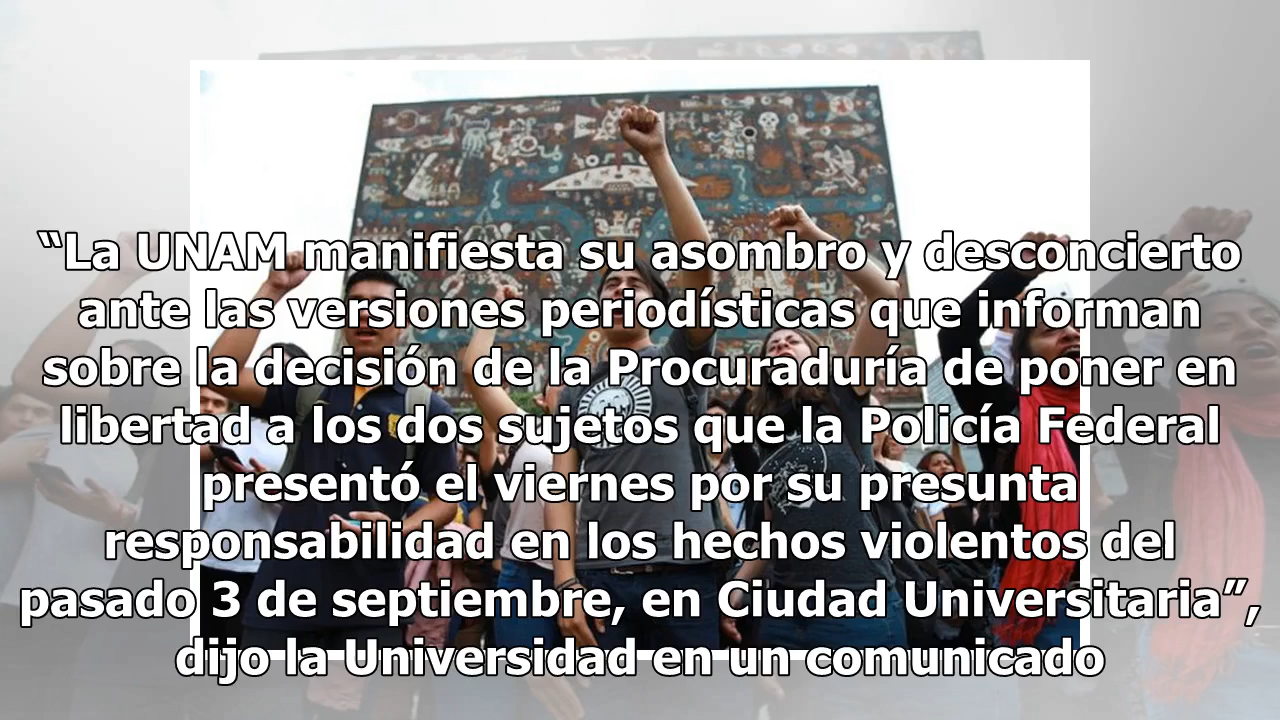 “La UNAM manifiesta su asombro y desconcierto
ante las versiones periodísticas que informan
sobre la decisión de la Procuraduría de poner en
libertad a los dos sujetos que la Policía Federal
presentó el viernes por su presunta
responsabilidad en los hechos violentos del
pasado 3 de septiembre, en Ciudad Universitaria”,
dijo la Universidad en un comunicado